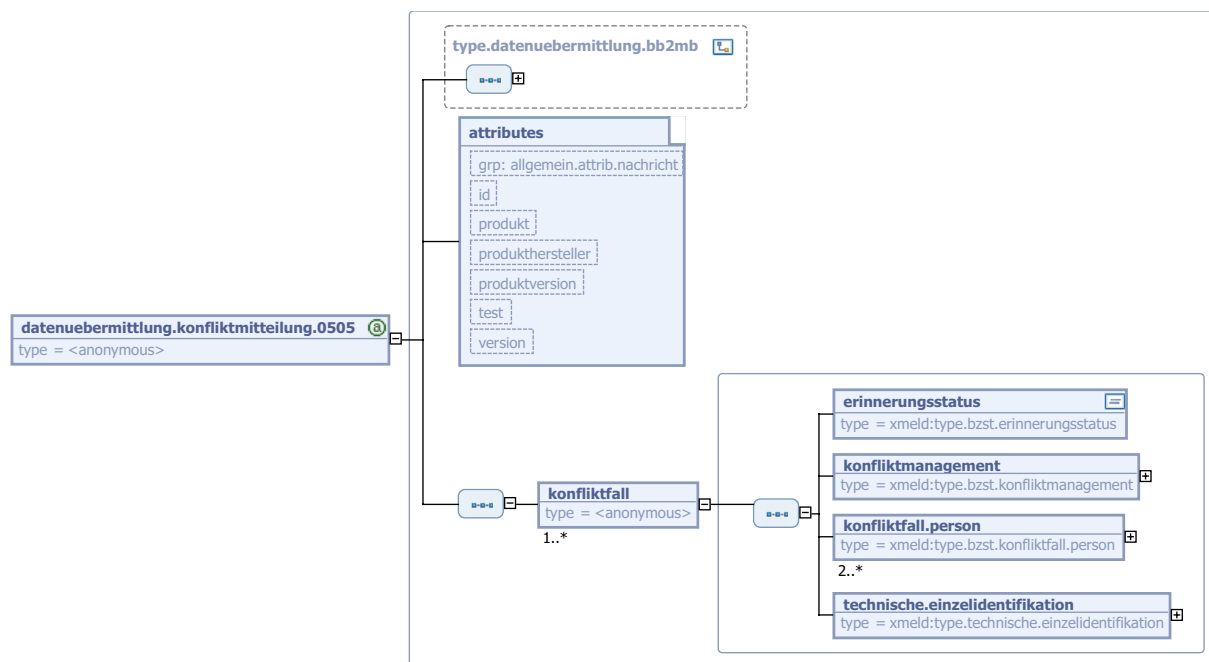 type.datenuebermittlung.bb2mb
attributes
grp: allgemein.attrib.nachricht
id
produkt
produkthersteller
produktversion
test
version
datenuebermittlung.konfliktmitteilung.0505
type = <anonymous>
konfliktfall
type = <anonymous>
1..*
erinnerungsstatus
type = xmeld:type.bzst.erinnerungsstatus
konfliktmanagement
type = xmeld:type.bzst.konfliktmanagement
konfliktfall.person
type = xmeld:type.bzst.konfliktfall.person
2..*
technische.einzelidentifikation
type = xmeld:type.technische.einzelidentifikation